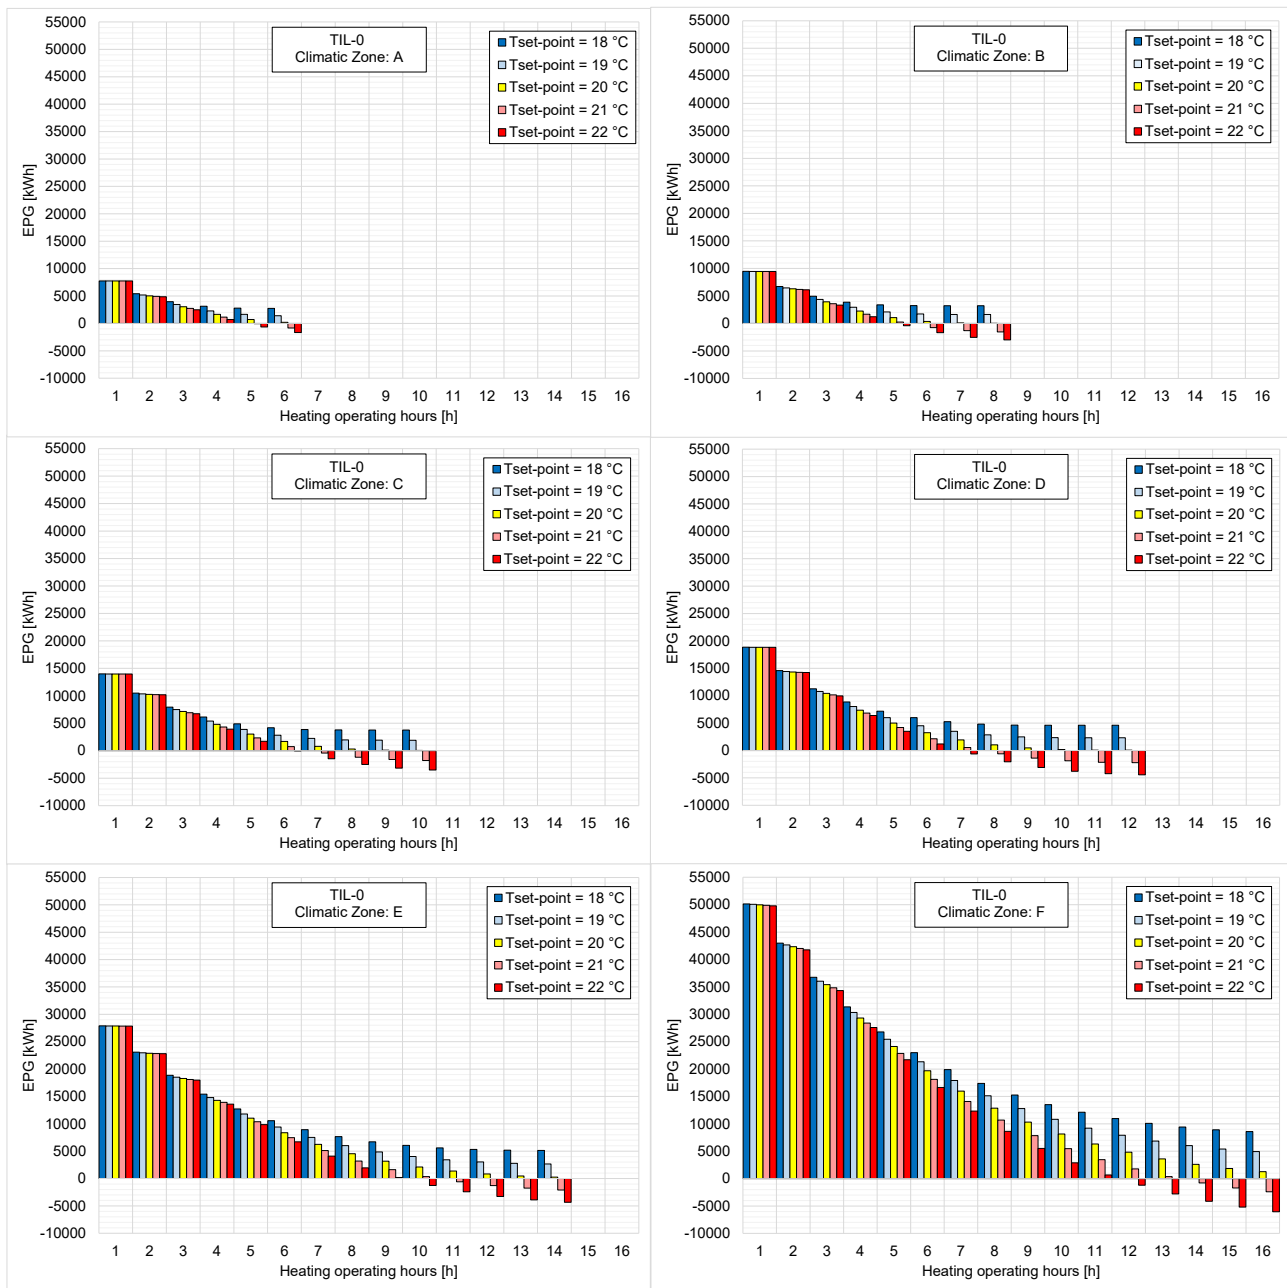 55000
50000
45000
40000
35000
30000
25000
20000
15000
10000
5000
0
-5000
-10000
EPG [kWh]
TIL-0
Climatic Zone: A
Tset-point = 18 °C
Tset-point = 19 °C
Tset-point = 20 °C
Tset-point = 21 °C
Tset-point = 22 °C
1 2 3 4 5 6 7 8 9 10 11 12 13 14 15 16
Heating operating hours [h]
55000
50000
45000
40000
35000
30000
25000
20000
15000
10000
5000
0
-5000
-10000
EPG [kWh]
TIL-0
Climatic Zone: B
Tset-point = 18 °C
Tset-point = 19 °C
Tset-point = 20 °C
Tset-point = 21 °C
Tset-point = 22 °C
1 2 3 4 5 6 7 8 9 10 11 12 13 14 15 16
Heating operating hours [h]
55000
50000
45000
40000
35000
30000
25000
20000
15000
10000
5000
0
-5000
-10000
EPG [kWh]
TIL-0
Climatic Zone: C
Tset-point = 18 °C
Tset-point = 19 °C
Tset-point = 20 °C
Tset-point = 21 °C
Tset-point = 22 °C
1 2 3 4 5 6 7 8 9 10 11 12 13 14 15 16
Heating operating hours [h]
55000
50000
45000
40000
35000
30000
25000
20000
15000
10000
5000
0
-5000
-10000
EPG [kWh]
TIL-0
Climatic Zone: D
Tset-point = 18 °C
Tset-point = 19 °C
Tset-point = 20 °C
Tset-point = 21 °C
Tset-point = 22 °C
1 2 3 4 5 6 7 8 9 10 11 12 13 14 15 16
Heating operating hours [h]
55000
50000
45000
40000
35000
30000
25000
20000
15000
10000
5000
0
-5000
-10000
EPG [kWh]
TIL-0
Climatic Zone: E
Tset-point = 18 °C
Tset-point = 19 °C
Tset-point = 20 °C
Tset-point = 21 °C
Tset-point = 22 °C
1 2 3 4 5 6 7 8 9 10 11 12 13 14 15 16
Heating operating hours [h]
55000
50000
45000
40000
35000
30000
25000
20000
15000
10000
5000
0
-5000
-10000
EPG [kWh]
TIL-0
Climatic Zone: F
Tset-point = 18 °C
Tset-point = 19 °C
Tset-point = 20 °C
Tset-point = 21 °C
Tset-point = 22 °C
1 2 3 4 5 6 7 8 9 10 11 12 13 14 15 16
Heating operating hours [h]